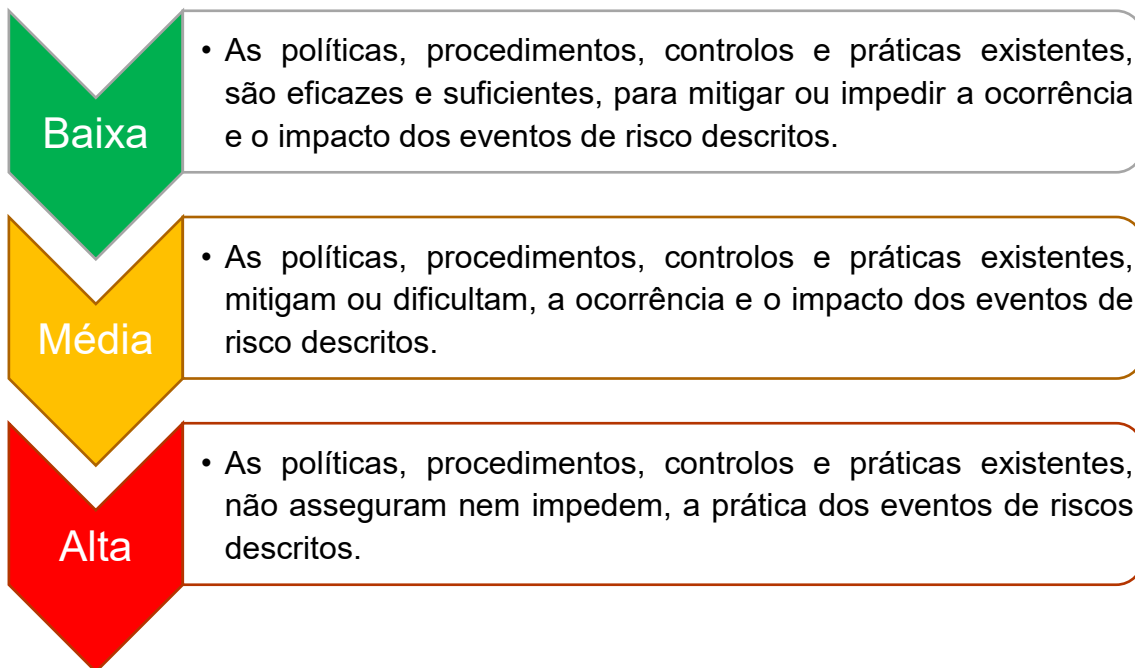 Baixa
• As políticas, procedimentos, controlos e práticas existentes,
são eficazes e suficientes, para mitigar ou impedir a ocorrência
e o impacto dos eventos de risco descritos.
Média
• As políticas, procedimentos, controlos e práticas existentes,
mitigam ou dificultam, a ocorrência e o impacto dos eventos de
risco descritos.
Alta
• As políticas, procedimentos, controlos e práticas existentes,
não asseguram nem impedem, a prática dos eventos de riscos
descritos.